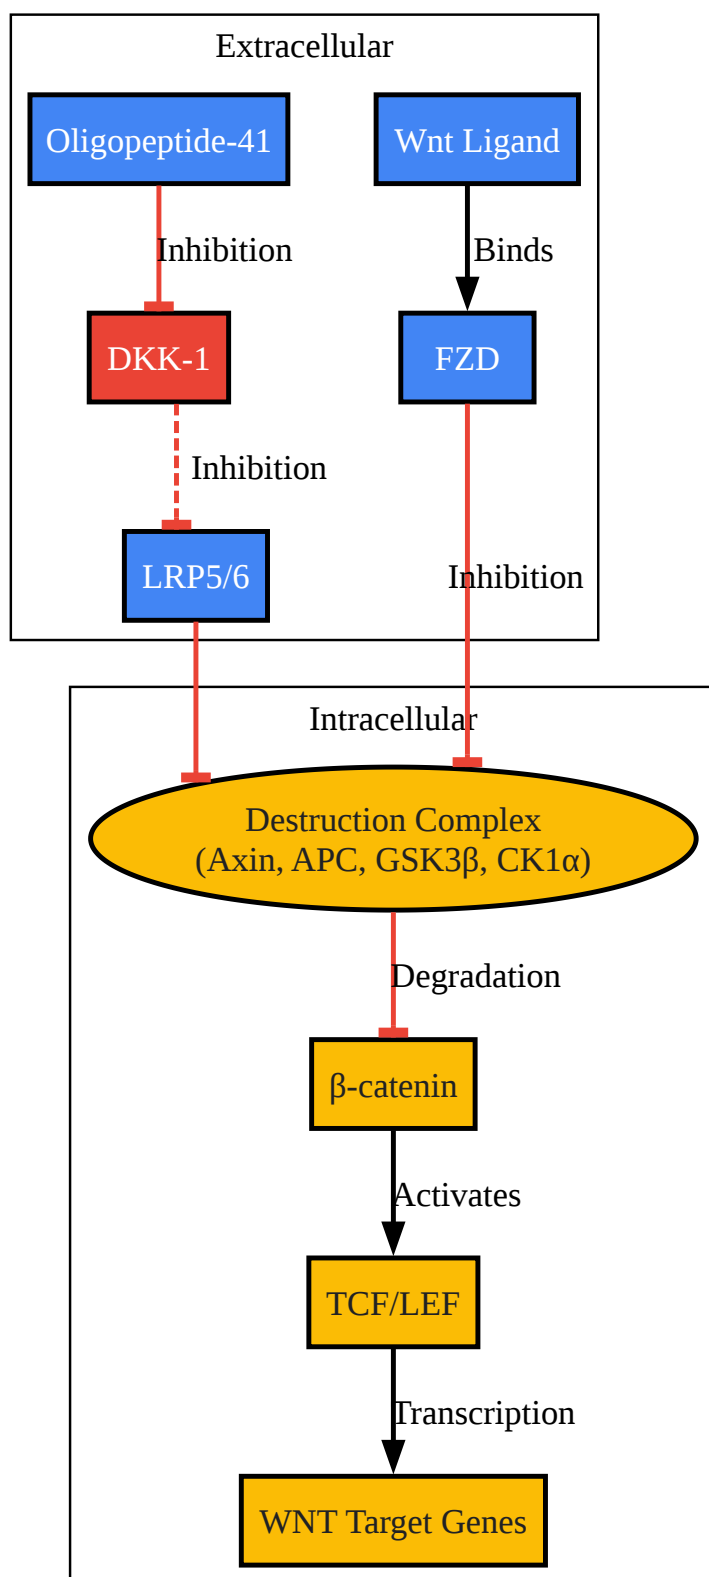 Extracellular
Oligopeptide-41
Wnt Ligand
Inhibition
Binds
DKK-1
FZD
Inhibition
LRP5/6
Inhibition
Intracellular
Destruction Complex
(Axin, APC, GSK3β, CK1α)
Degradation
β-catenin
Activates
TCF/LEF
Transcription
WNT Target Genes